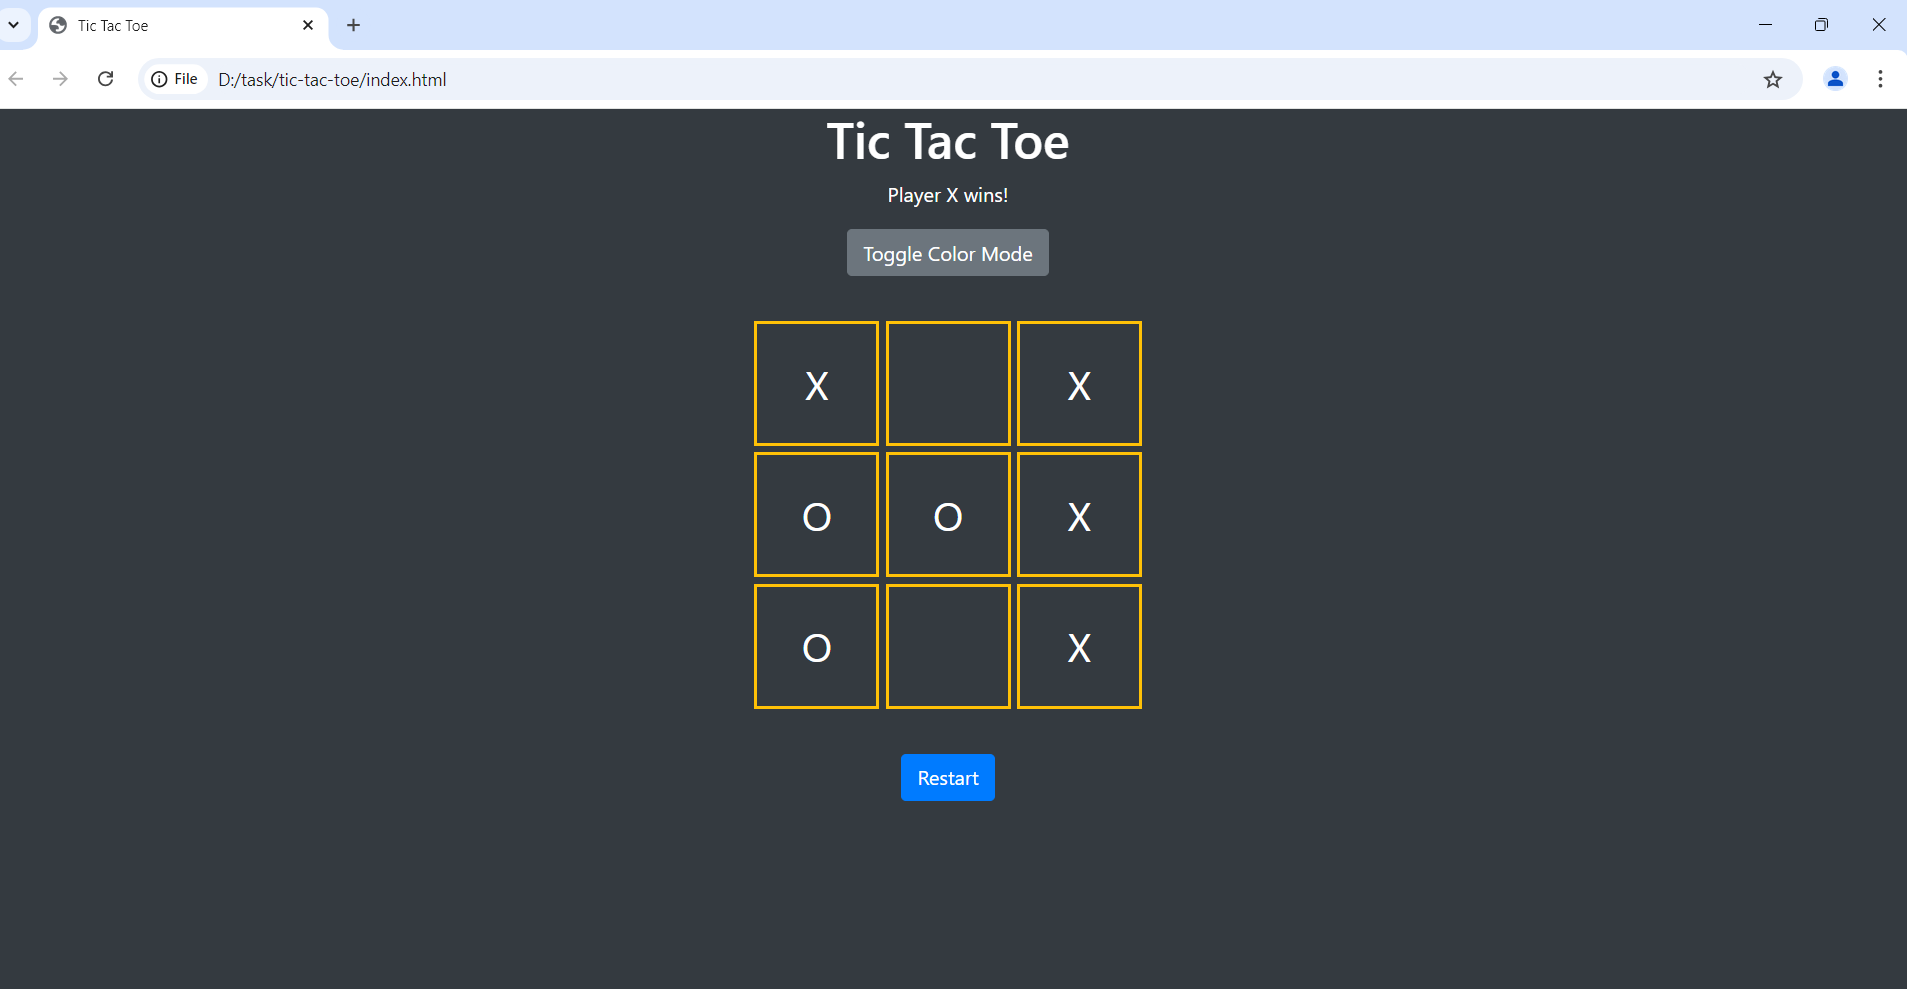 Tic Tac Toe
File D:/task/tic-tac-toe/index.html
Tic Tac Toe
Player X wins!
Toggle Color Mode
X X
O O X
O X
Restart